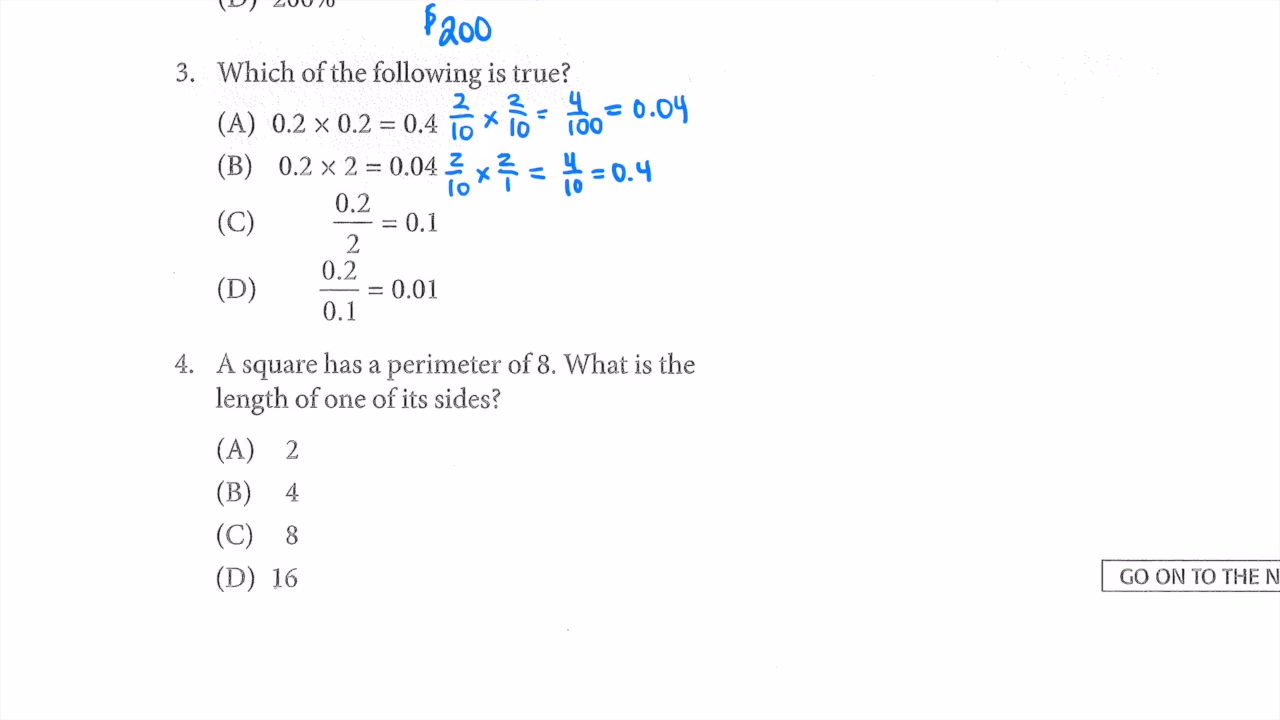 (D) 200%
$200
3. Which of the following is true?
(A) 0.2 × 0.2 = 0.4 2/10 × 2/10 = 4/100 = 0.04
(B) 0.2 × 2 = 0.04 2/10 × 2/1 = 4/10 = 0.4
(C) 0.2/2 = 0.1
(D) 0.2/0.1 = 0.01
4. A square has a perimeter of 8. What is the
length of one of its sides?
(A) 2
(B) 4
(C) 8
(D) 16
GO ON TO THE N